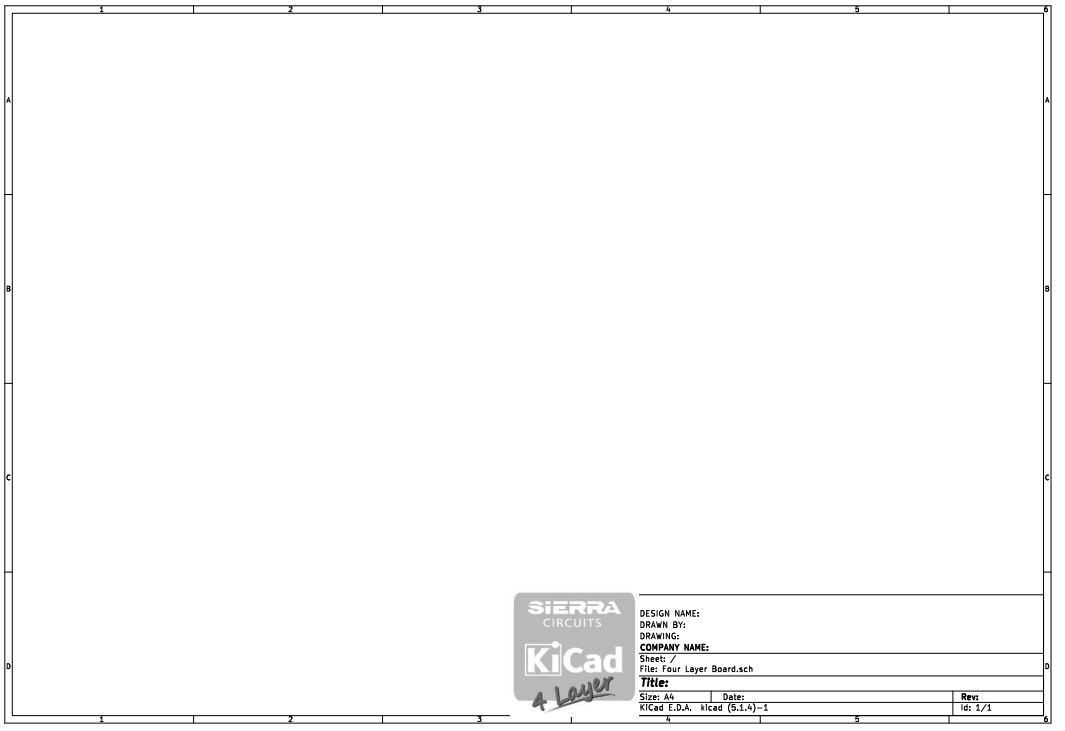 1 2 3 4 5 6
A A
B B
C C
SIERRA
CIRCUITS
KiCad
4 Layer
DESIGN NAME:
DRAWN BY:
DRAWING:
COMPANY NAME:
Sheet: /
File: Four Layer Board.sch
D D
Title:
Size: A4 Date: Rev:
KiCad E.D.A. kicad (5.1.4)-1 Id: 1/1
1 2 3 4 5 6